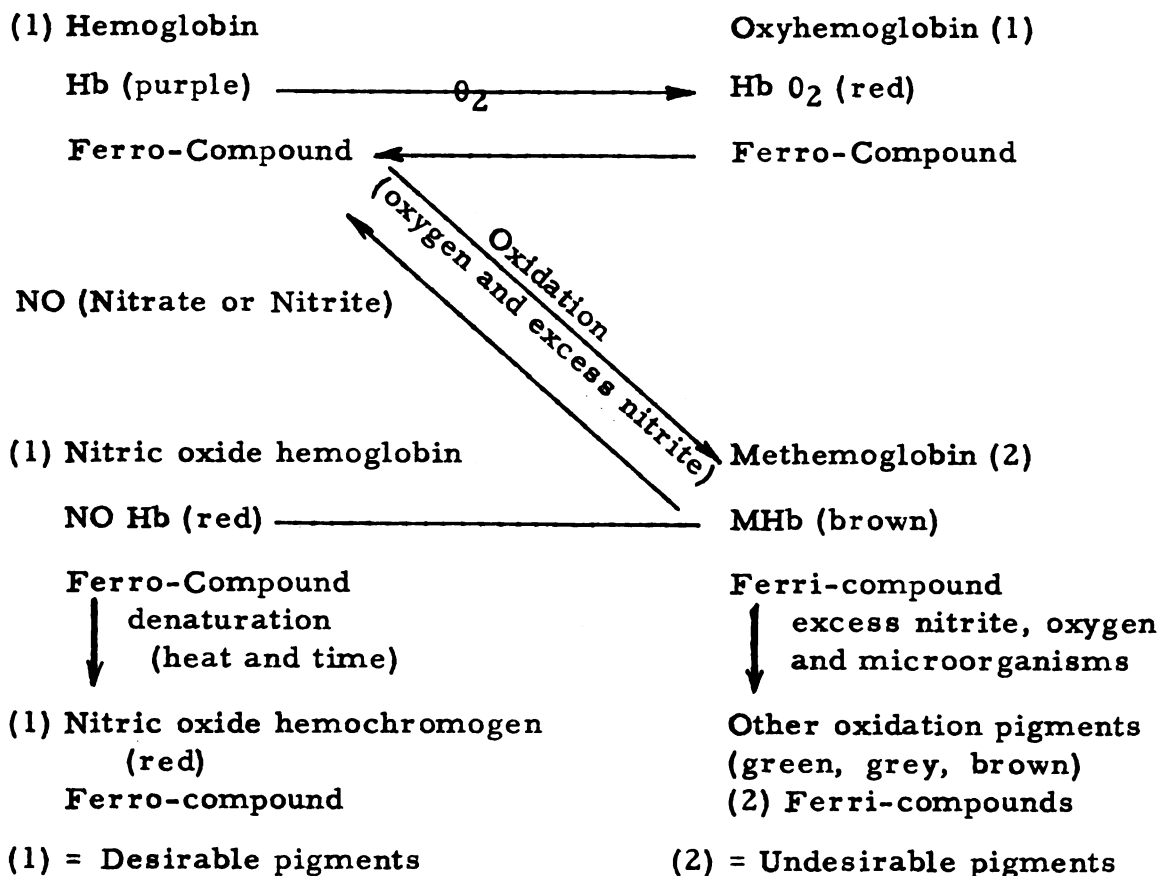 (1) Hemoglobin Oxyhemoglobin (1)
Hb (purple) 02 Hb 02 (red)
Ferro-Compound Ferro-Compound
Oxidation
(oxygen and excess nitrite)
NO (Nitrate or Nitrite)
(1) Nitric oxide hemoglobin Methemoglobin (2)
NO Hb (red) MHb (brown)
Ferro-Compound Ferri-compound
denaturation excess nitrite, oxygen
(heat and time) and microorganisms
(1) Nitric oxide hemochromogen Other oxidation pigments
(red) (green, grey, brown)
Ferro-compound (2) Ferri-compounds
(1) = Desirable pigments (2) = Undesirable pigments